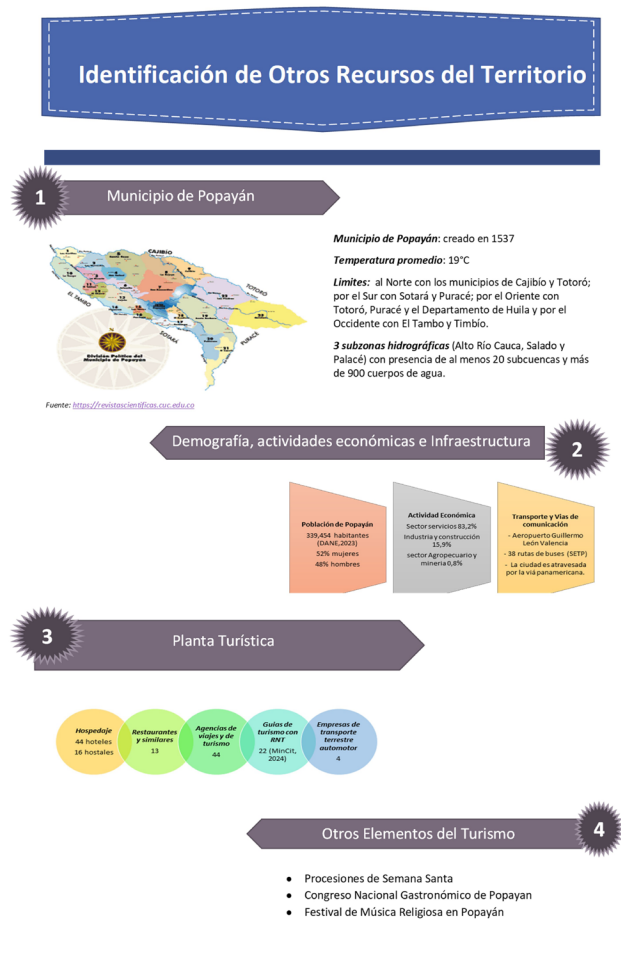 Identificación de Otros Recursos del Territorio
1
Municipio de Popayán
Municipio de Popayán: creado en 1537
Temperatura promedio: 19°C
Limites: al Norte con los municipios de Cajibío y Totoró;
por el Sur con Sotará y Puracé; por el Oriente con
Totoró, Puracé y el Departamento de Huila y por el
Occidente con El Tambo y Timbío.
3 subzonas hidrográficas (Alto Río Cauca, Salado y
Palacé) con presencia de al menos 20 subcuencas y más
de 900 cuerpos de agua.
CAJIBÍO
TOTORÓ
EL TAMBO
SOTARÁ
PURACÉ
División Política del
Municipio de Popayán
Fuente: https://revistascientificas.cuc.edu.co
Demografía, actividades económicas e Infraestructura
2
Población de Popayán
339,454 habitantes
(DANE,2023)
52% mujeres
48% hombres
Actividad Económica
Sector servicios 83,2%
Industria y construcción
15,9%
sector Agropecuario y
mineria 0,8%
Transporte y Vias de
comunicación
- Aeropuerto Guillermo
León Valencia
- 38 rutas de buses (SETP)
- La ciudad es atravesada
por la viá panamericana.
3
Planta Turística
Hospedaje
44 hoteles
16 hostales
Restaurantes
y similares
13
Agencias de
viajes y de
turismo
44
Guias de
turismo con
RNT
22 (MinCit,
2024)
Empresas de
transporte
terrestre
automotor
4
Otros Elementos del Turismo
4
• Procesiones de Semana Santa
• Congreso Nacional Gastronómico de Popayan
• Festival de Música Religiosa en Popayán